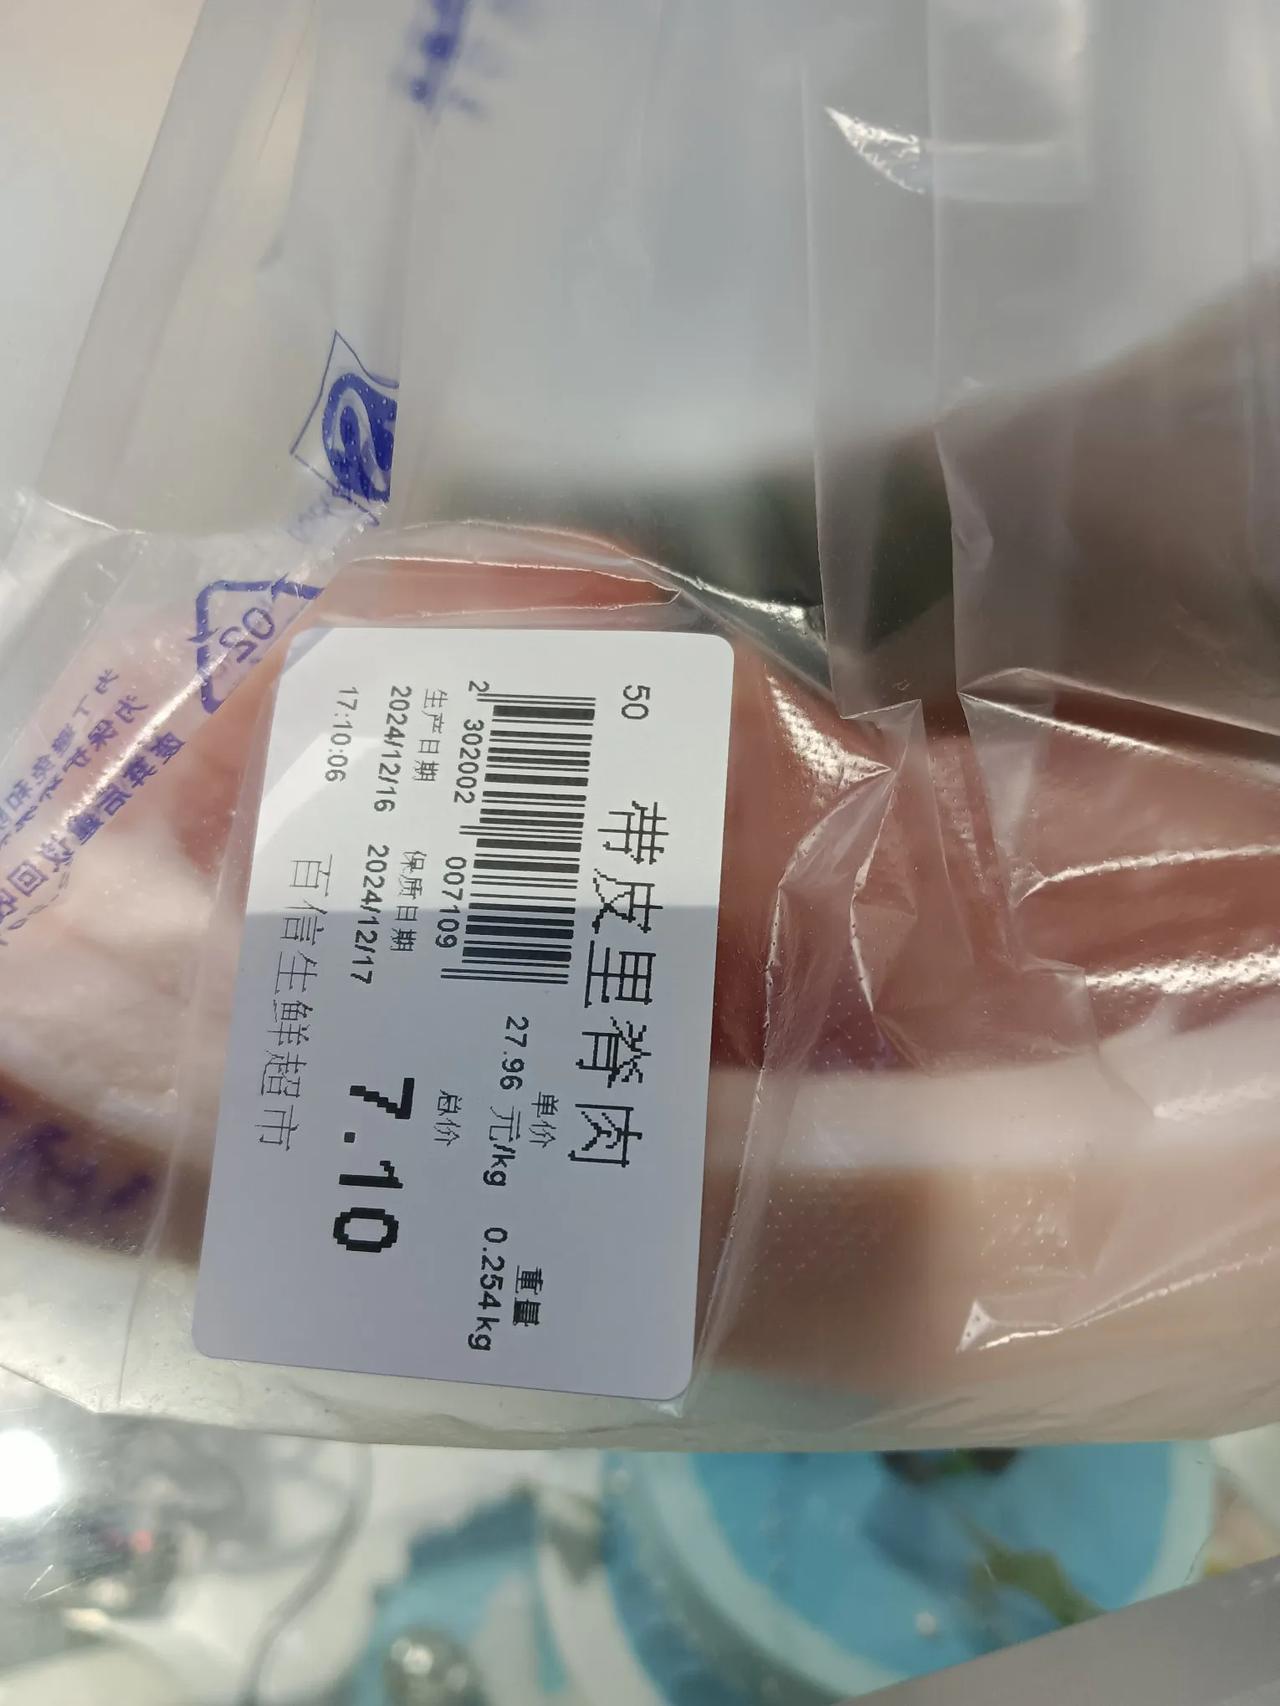 50
带皮里脊肉
2 302002 007109
单价
重量
27.96 元/kg
0.254kg
生产日期
保质日期
总价
2024/12/16
2024/12/17
7.10
17:10:06
百信生鲜超市